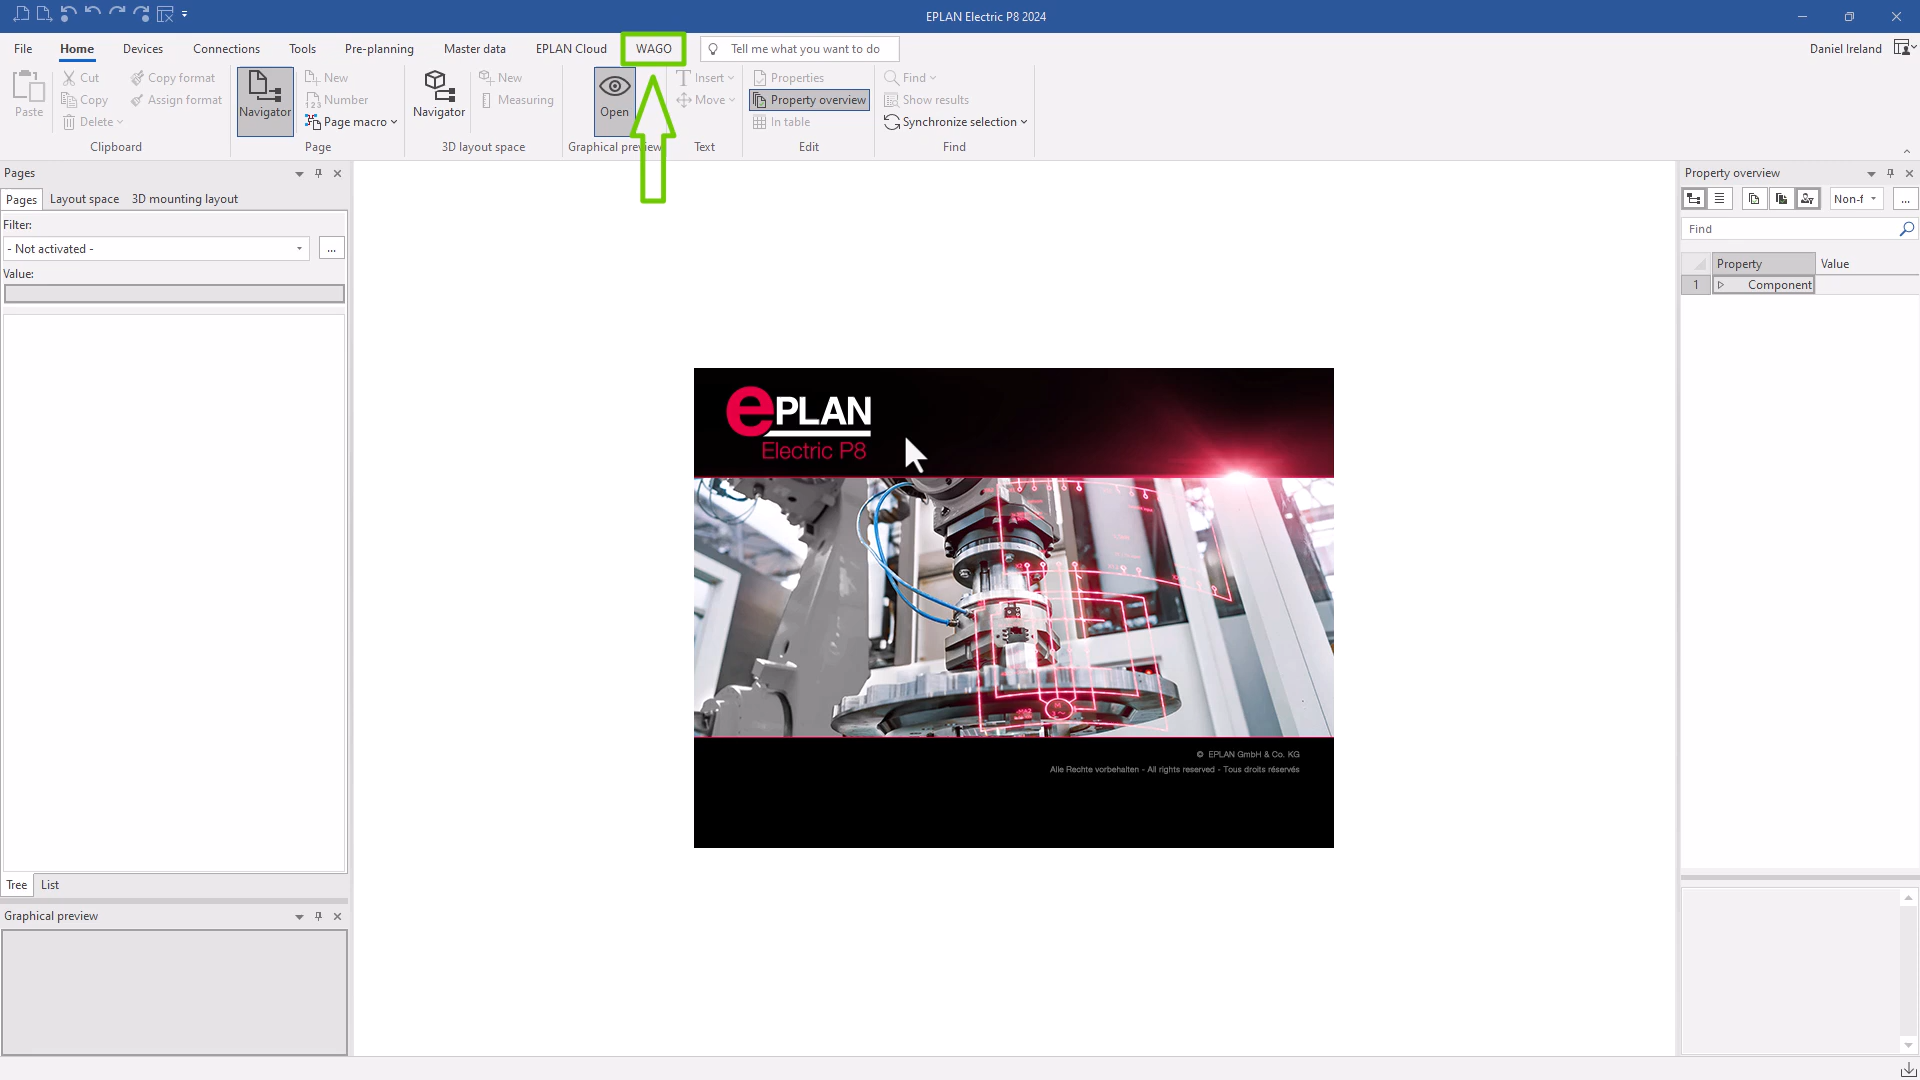 EPLAN Electric P8 2024
File Home Devices Connections Tools Pre-planning Master data EPLAN Cloud WAGO Tell me what you want to do Daniel Ireland
Paste Cut Copy Delete Copy format Assign format
Clipboard
Navigator New Number Page macro
Page
Navigator New Measuring
3D layout space
Open
Graphical preview
Insert Move
Text
Properties Property overview In table
Edit
Find Show results Synchronize selection
Find
Pages
Pages Layout space 3D mounting layout
Filter:
- Not activated - ...
Value:
Tree List
Graphical preview
ePLAN
Electric P8
© EPLAN GmbH & Co. KG
Alle Rechte vorbehalten - All rights reserved - Tous droits réservés
Property overview
Non-f ...
Find
Property Value
1 Component